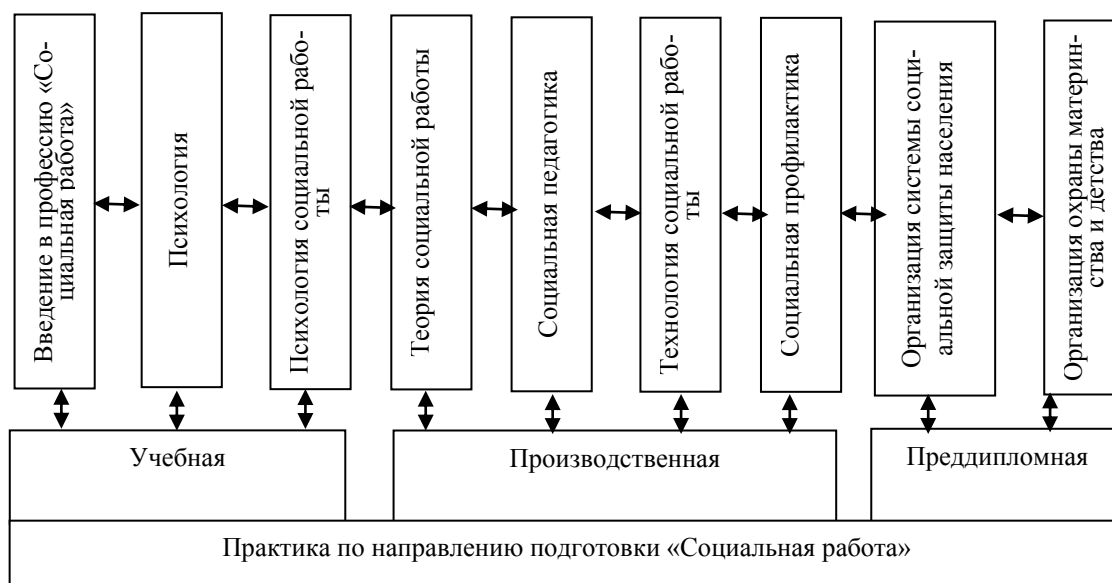 Введение в профессию «Со-
циальная работа»
Психология
Психология социальной рабо-
ты
Теория социальной работы
Социальная педагогика
Технология социальной рабо-
ты
Социальная профилактика
Организация системы соци-
альной защиты населения
Организация охраны материн-
ства и детства
Учебная
Производственная
Преддипломная
Практика по направлению подготовки «Социальная работа»